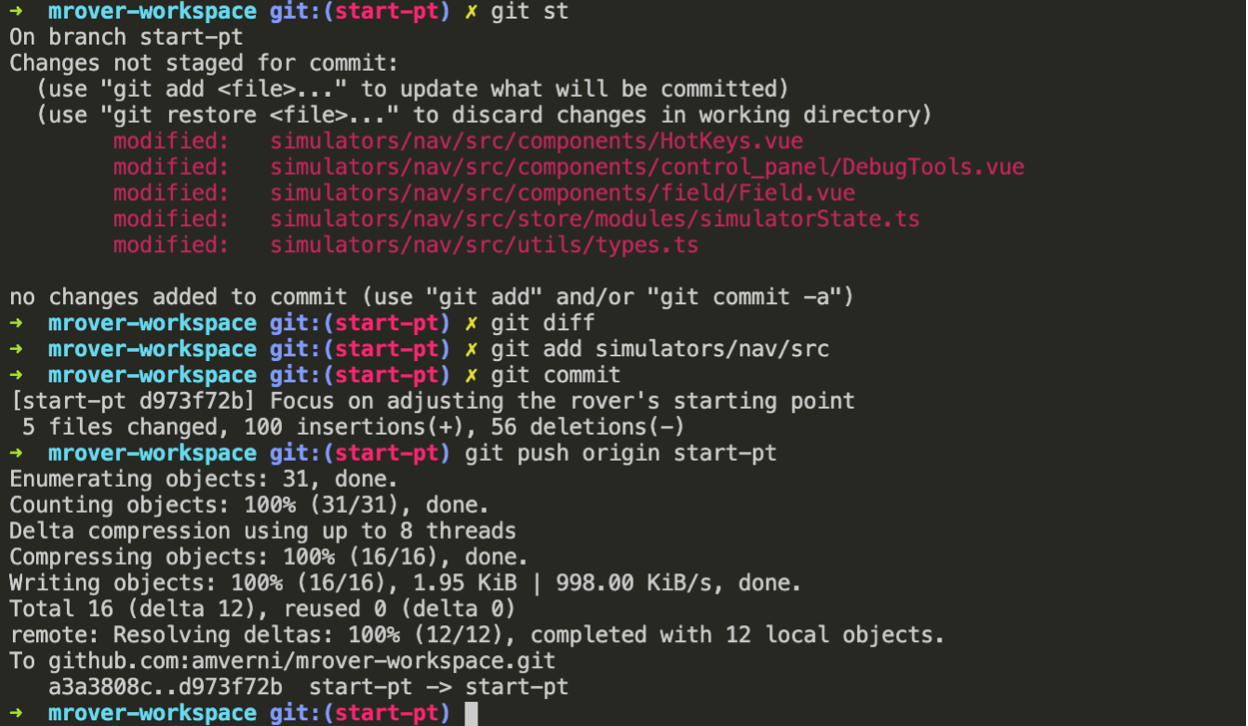 ➜  mrover-workspace git:(start-pt) ✗ git st
On branch start-pt
Changes not staged for commit:
  (use "git add <file>..." to update what will be committed)
  (use "git restore <file>..." to discard changes in working directory)
        modified:   simulators/nav/src/components/HotKeys.vue
        modified:   simulators/nav/src/components/control_panel/DebugTools.vue
        modified:   simulators/nav/src/components/field/Field.vue
        modified:   simulators/nav/src/store/modules/simulatorState.ts
        modified:   simulators/nav/src/utils/types.ts

no changes added to commit (use "git add" and/or "git commit -a")
➜  mrover-workspace git:(start-pt) ✗ git diff
➜  mrover-workspace git:(start-pt) ✗ git add simulators/nav/src
➜  mrover-workspace git:(start-pt) ✗ git commit
[start-pt d973f72b] Focus on adjusting the rover's starting point
 5 files changed, 100 insertions(+), 56 deletions(-)
➜  mrover-workspace git:(start-pt) git push origin start-pt
Enumerating objects: 31, done.
Counting objects: 100% (31/31), done.
Delta compression using up to 8 threads
Compressing objects: 100% (16/16), done.
Writing objects: 100% (16/16), 1.95 KiB | 998.00 KiB/s, done.
Total 16 (delta 12), reused 0 (delta 0)
remote: Resolving deltas: 100% (12/12), completed with 12 local objects.
To github.com:amverni/mrover-workspace.git
   a3a3808c..d973f72b  start-pt -> start-pt
➜  mrover-workspace git:(start-pt)